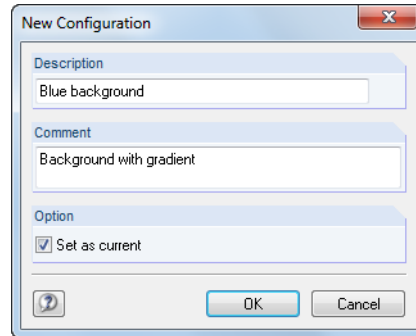 New Configuration
Description
Blue background
Comment
Background with gradient
Option
Set as current
OK
Cancel